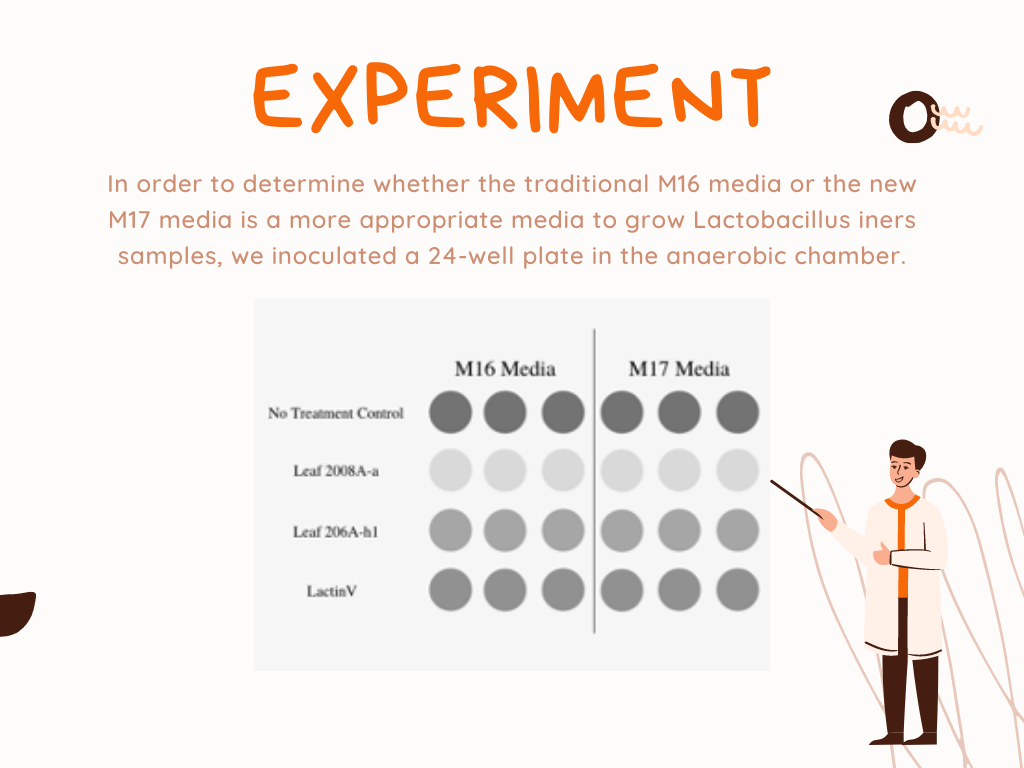 EXPERIMENT
In order to determine whether the traditional M16 media or the new
M17 media is a more appropriate media to grow Lactobacillus iners
samples, we inoculated a 24-well plate in the anaerobic chamber.
M16 Media M17 Media
No Treatment Control
Leaf 2008A-a
Leaf 206A-h1
LactinV